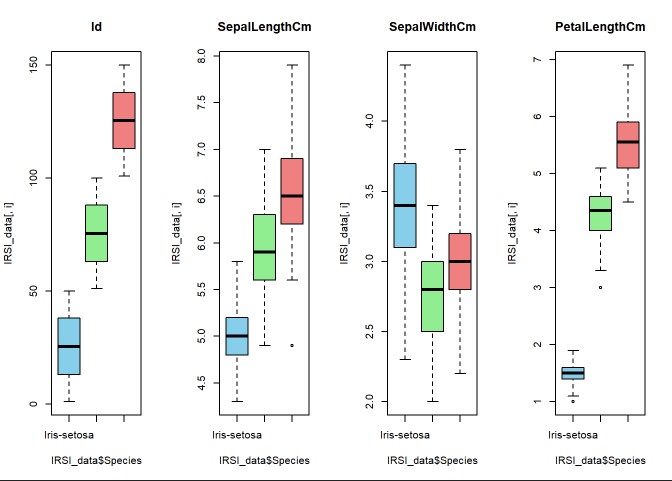 Id
SepalLengthCm
SepalWidthCm
PetalLengthCm
IRSI_data[, i]
0
50
100
150
IRSI_data[, i]
4.5
5.0
5.5
6.0
6.5
7.0
7.5
8.0
IRSI_data[, i]
2.0
2.5
3.0
3.5
4.0
IRSI_data[, i]
1
2
3
4
5
6
7
Iris-setosa
Iris-setosa
Iris-setosa
Iris-setosa
IRSI_data$Species
IRSI_data$Species
IRSI_data$Species
IRSI_data$Species